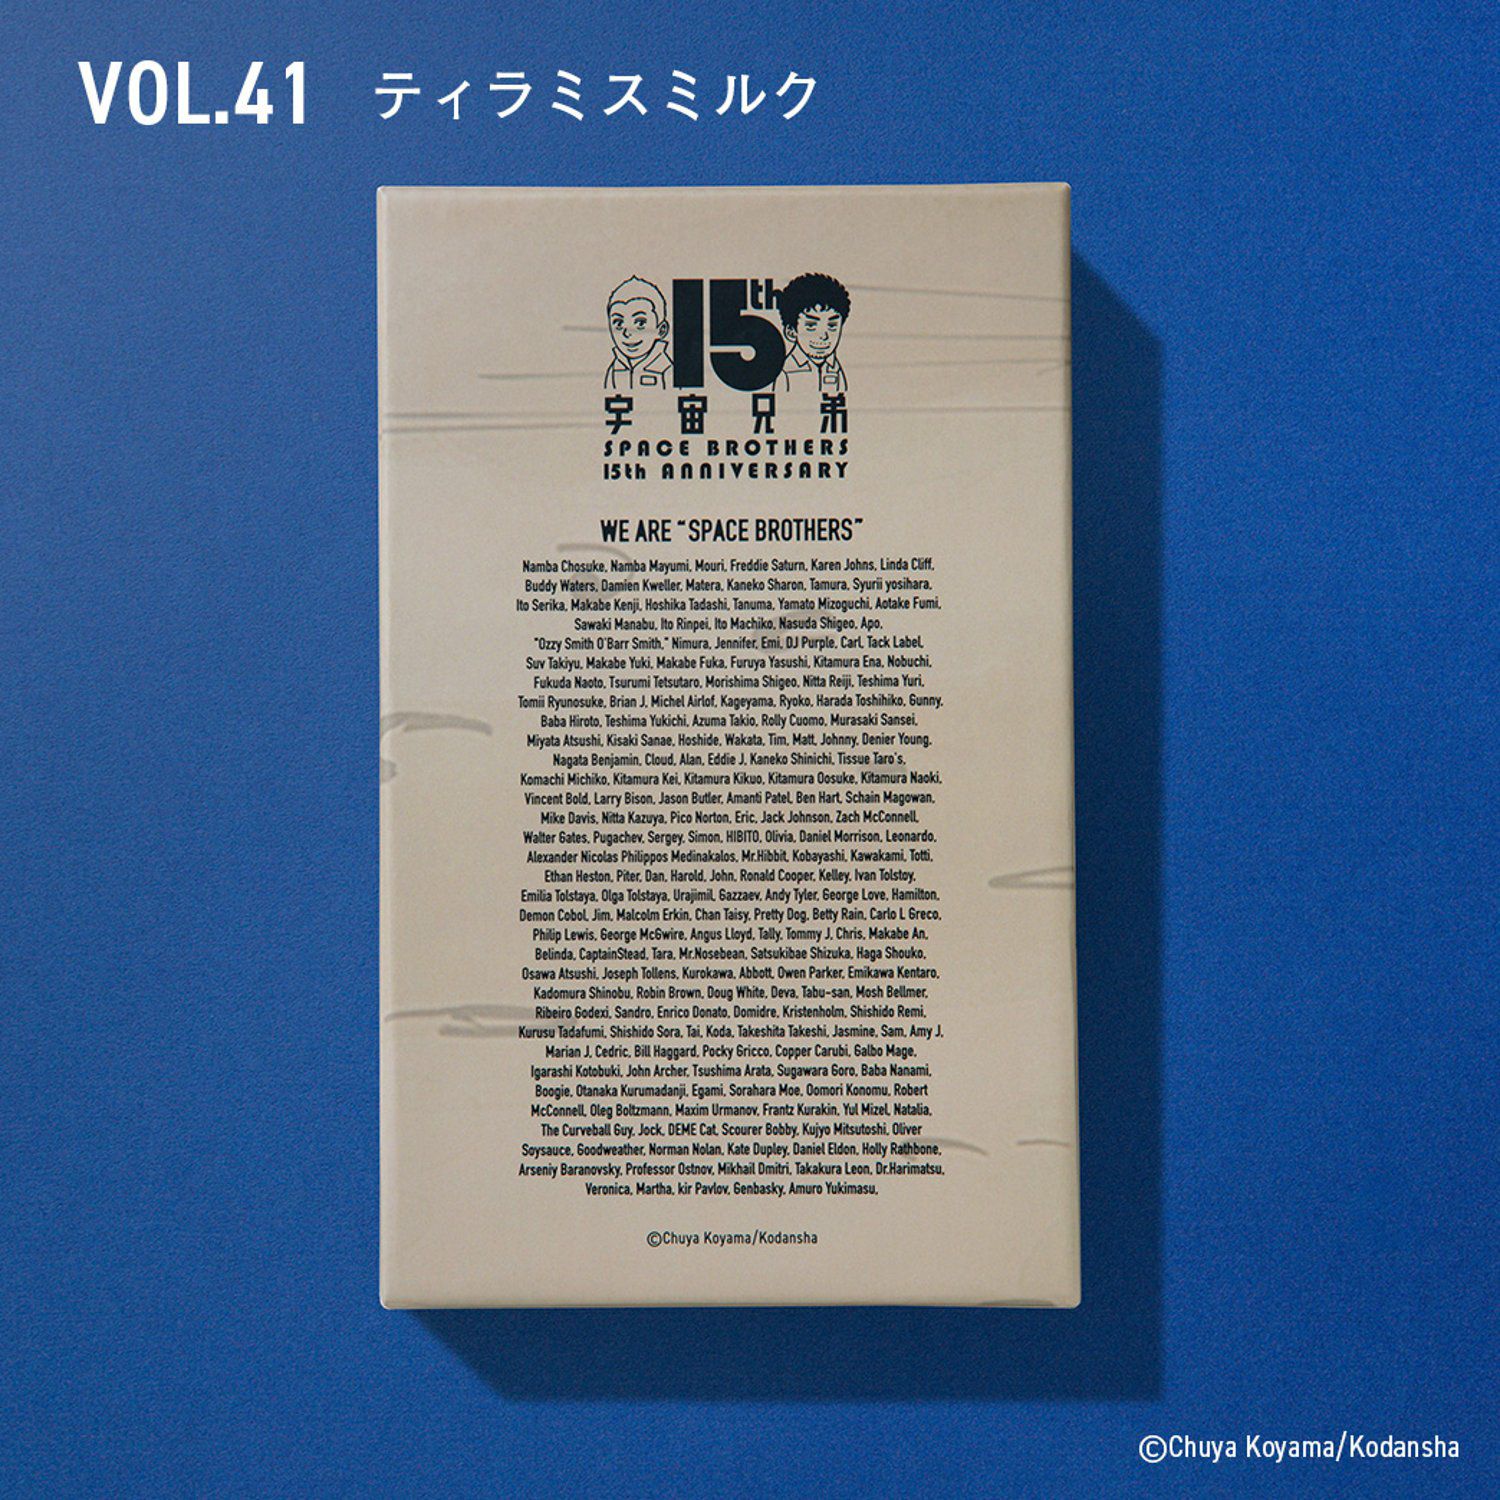 VOL.41 ティラミスミルク
15th
宇宙兄弟
SPACE BROTHERS
15th ANNIVERSARY
WE ARE “SPACE BROTHERS”
Namba Chosuke, Namba Mayumi, Mouri, Freddie Saturn, Karen Johns, Linda Cliff,
Buddy Waters, Damien Kweller, Matera, Kaneko Sharon, Tamura, Syurii yosihara,
Ito Serika, Makabe Kenji, Hoshika Tadashi, Tanuma, Yamato Mizoguchi, Aotake Fumi,
Sawaki Manabu, Ito Rinpei, Ito Machiko, Nasuda Shigeo, Apo,
"Ozzy Smith O'Barr Smith," Nimura, Jennifer, Emi, DJ Purple, Carl, Tack Label,
Suv Takiyu, Makabe Yuki, Makabe Fuka, Furuya Yasushi, Kitamura Ena, Nobuchi,
Fukuda Naoto, Tsurumi Tetsutaro, Morishima Shigeo, Nitta Reiji, Teshima Yuri,
Tomii Ryunosuke, Brian J, Michel Airlof, Kageyama, Ryoko, Harada Toshihiko, Gunny,
Baba Hiroto, Teshima Yukichi, Azuma Takio, Rolly Cuomo, Murasaki Sansei,
Miyata Atsushi, Kisaki Sanae, Hoshide, Wakata, Tim, Matt, Johnny, Denier Young,
Nagata Benjamin, Cloud, Alan, Eddie J, Kaneko Shinichi, Tissue Taro's,
Komachi Michiko, Kitamura Kei, Kitamura Kikuo, Kitamura Oosuke, Kitamura Naoki,
Vincent Bold, Larry Bison, Jason Butler, Amanti Patel, Ben Hart, Schain Magowan,
Mike Davis, Nitta Kazuya, Pico Norton, Eric, Jack Johnson, Zach McConnell,
Walter Gates, Pugachev, Sergey, Simon, HIBITO, Olivia, Daniel Morrison, Leonardo,
Alexander Nicolas Philippos Medinakalos, Mr.Hibbit, Kobayashi, Kawakami, Totti,
Ethan Heston, Piter, Dan, Harold, John, Ronald Cooper, Kelley, Ivan Tolstoy,
Emilia Tolstaya, Olga Tolstaya, Urajimil, Gazzaev, Andy Tyler, George Love, Hamilton,
Demon Cobol, Jim, Malcolm Erkin, Chan Taisy, Pretty Dog, Betty Rain, Carlo L Greco,
Philip Lewis, George McGwire, Angus Lloyd, Tally, Tommy J, Chris, Makabe An,
Belinda, CaptainStead, Tara, Mr.Nosebean, Satsukibae Shizuka, Haga Shouko,
Osawa Atsushi, Joseph Tollens, Kurokawa, Abbott, Owen Parker, Emikawa Kentaro,
Kadomura Shinobu, Robin Brown, Doug White, Deva, Tabu-san, Mosh Bellmer,
Ribeiro Godexi, Sandro, Enrico Donato, Domidre, Kristenholm, Shishido Remi,
Kurusu Tadafumi, Shishido Sora, Tai, Koda, Takeshita Takeshi, Jasmine, Sam, Amy J,
Marian J, Cedric, Bill Haggard, Pocky Gricco, Copper Carubi, Galbo Mage,
Igarashi Kotobuki, John Archer, Tsushima Arata, Sugawara Goro, Baba Nanami,
Boogie, Otanaka Kurumadanji, Egami, Sorahara Moe, Oomori Konomu, Robert
McConnell, Oleg Boltzmann, Maxim Urmanov, Frantz Kurakin, Yul Mizel, Natalia,
The Curveball Guy, Jock, DEME Cat, Scourer Bobby, Kujyo Mitsutoshi, Oliver
Soysauce, Goodweather, Norman Nolan, Kate Dupley, Daniel Eldon, Holly Rathbone,
Arseniy Baranovsky, Professor Ostnov, Mikhail Dmitri, Takakura Leon, Dr.Harimatsu,
Veronica, Martha, kir Pavlov, Genbasky, Amuro Yukimasu,
©Chuya Koyama/Kodansha
©Chuya Koyama/Kodansha